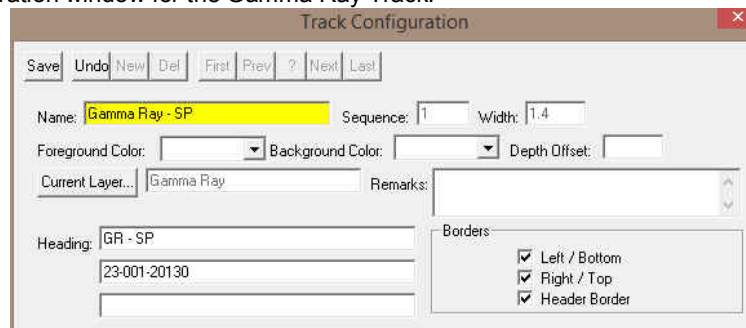 ration window for the Gamma Ray Track.
Track Configuration
Save Undo New Del First Prev ? Next Last
Name: Gamma Ray - SP Sequence: 1 Width: 1.4
Foreground Color: Background Color: Depth Offset:
Current Layer... Gamma Ray Remarks:
Heading: GR - SP Borders
Left / Bottom
23-001-20130 Right / Top
Header Border